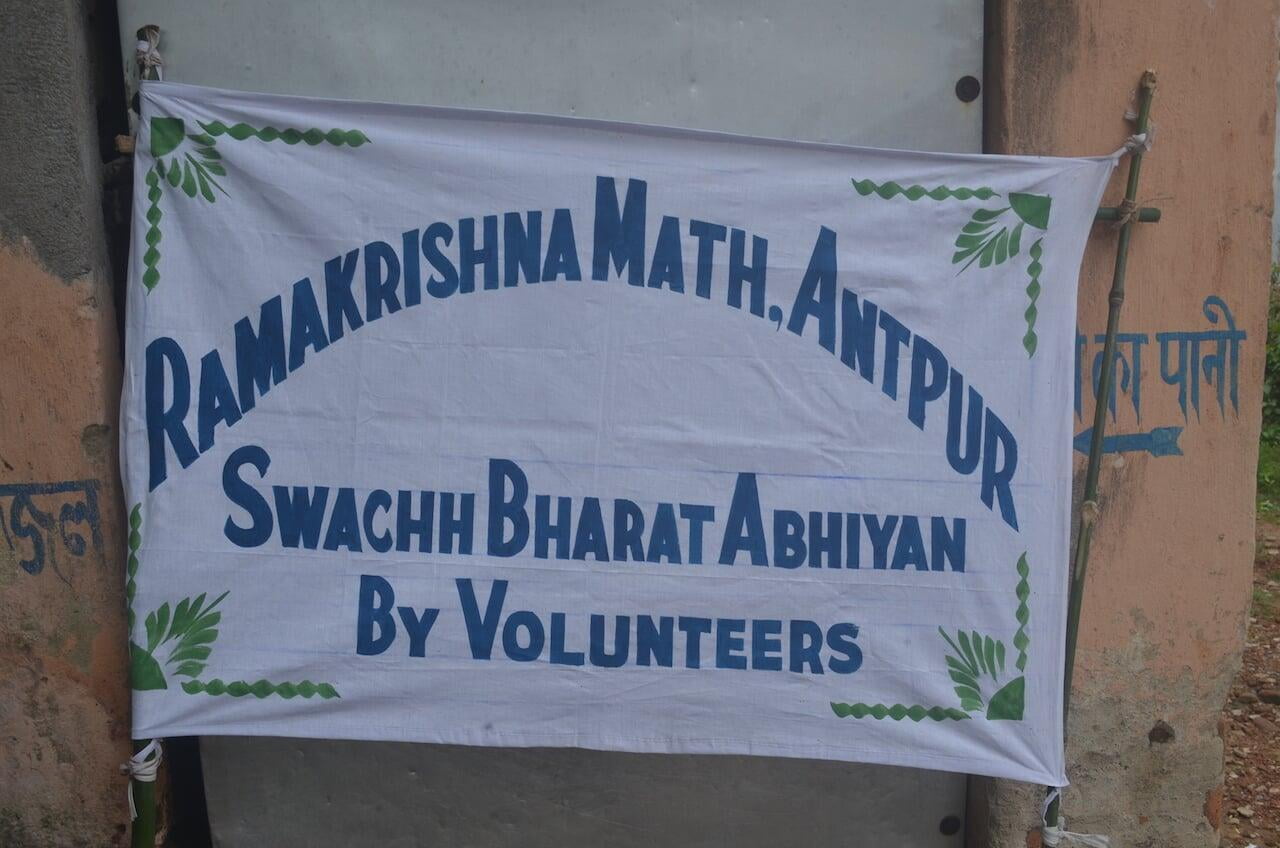 RAMAKRISHNA MATH, ANTPUR
SWACHH BHARAT ABHIYAN
BY VOLUNTEERS
का पानी